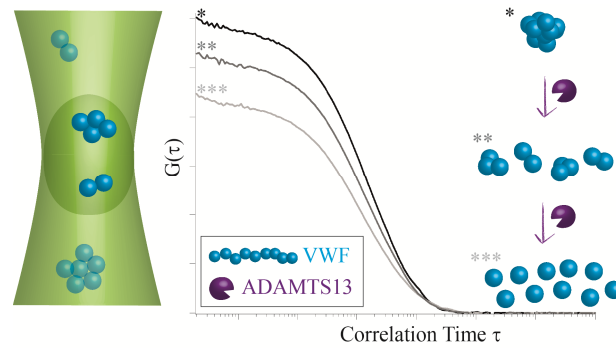 *
**
***
G(τ)
VWF
ADAMTS13
Correlation Time τ
*
**
***